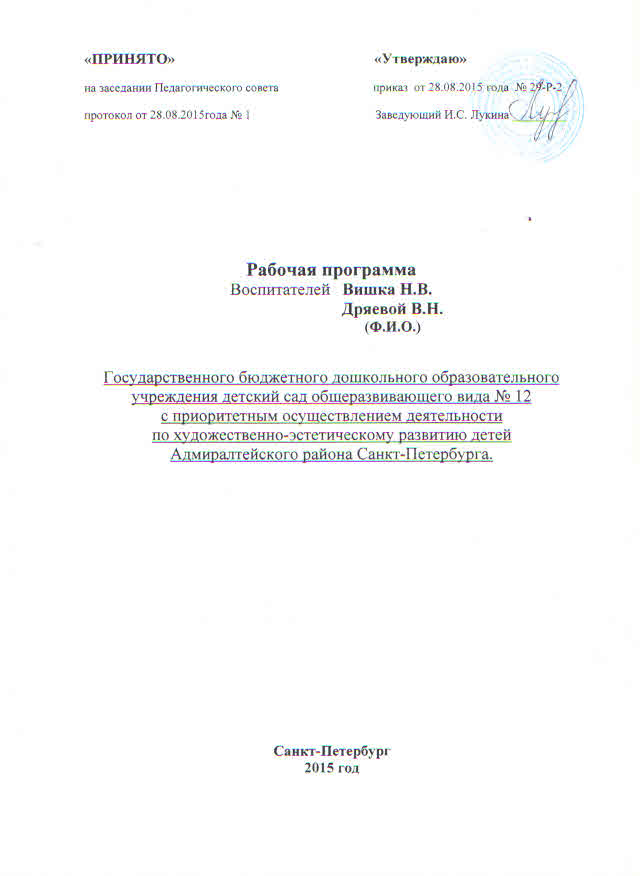 «ПРИНЯТО» «Утверждаю»
на заседании Педагогического совета приказ от 28.08.2015 года № 29-Р-2
протокол от 28.08.2015года № 1 Заведующий И.С. Лукина
Рабочая программа
Воспитателей Вишка Н.В.
Дряевой В.Н.
(Ф.И.О.)
Государственного бюджетного дошкольного образовательного
учреждения детский сад общеразвивающего вида № 12
с приоритетным осуществлением деятельности
по художественно-эстетическому развитию детей
Адмиралтейского района Санкт-Петербурга.
Санкт-Петербург
2015 год